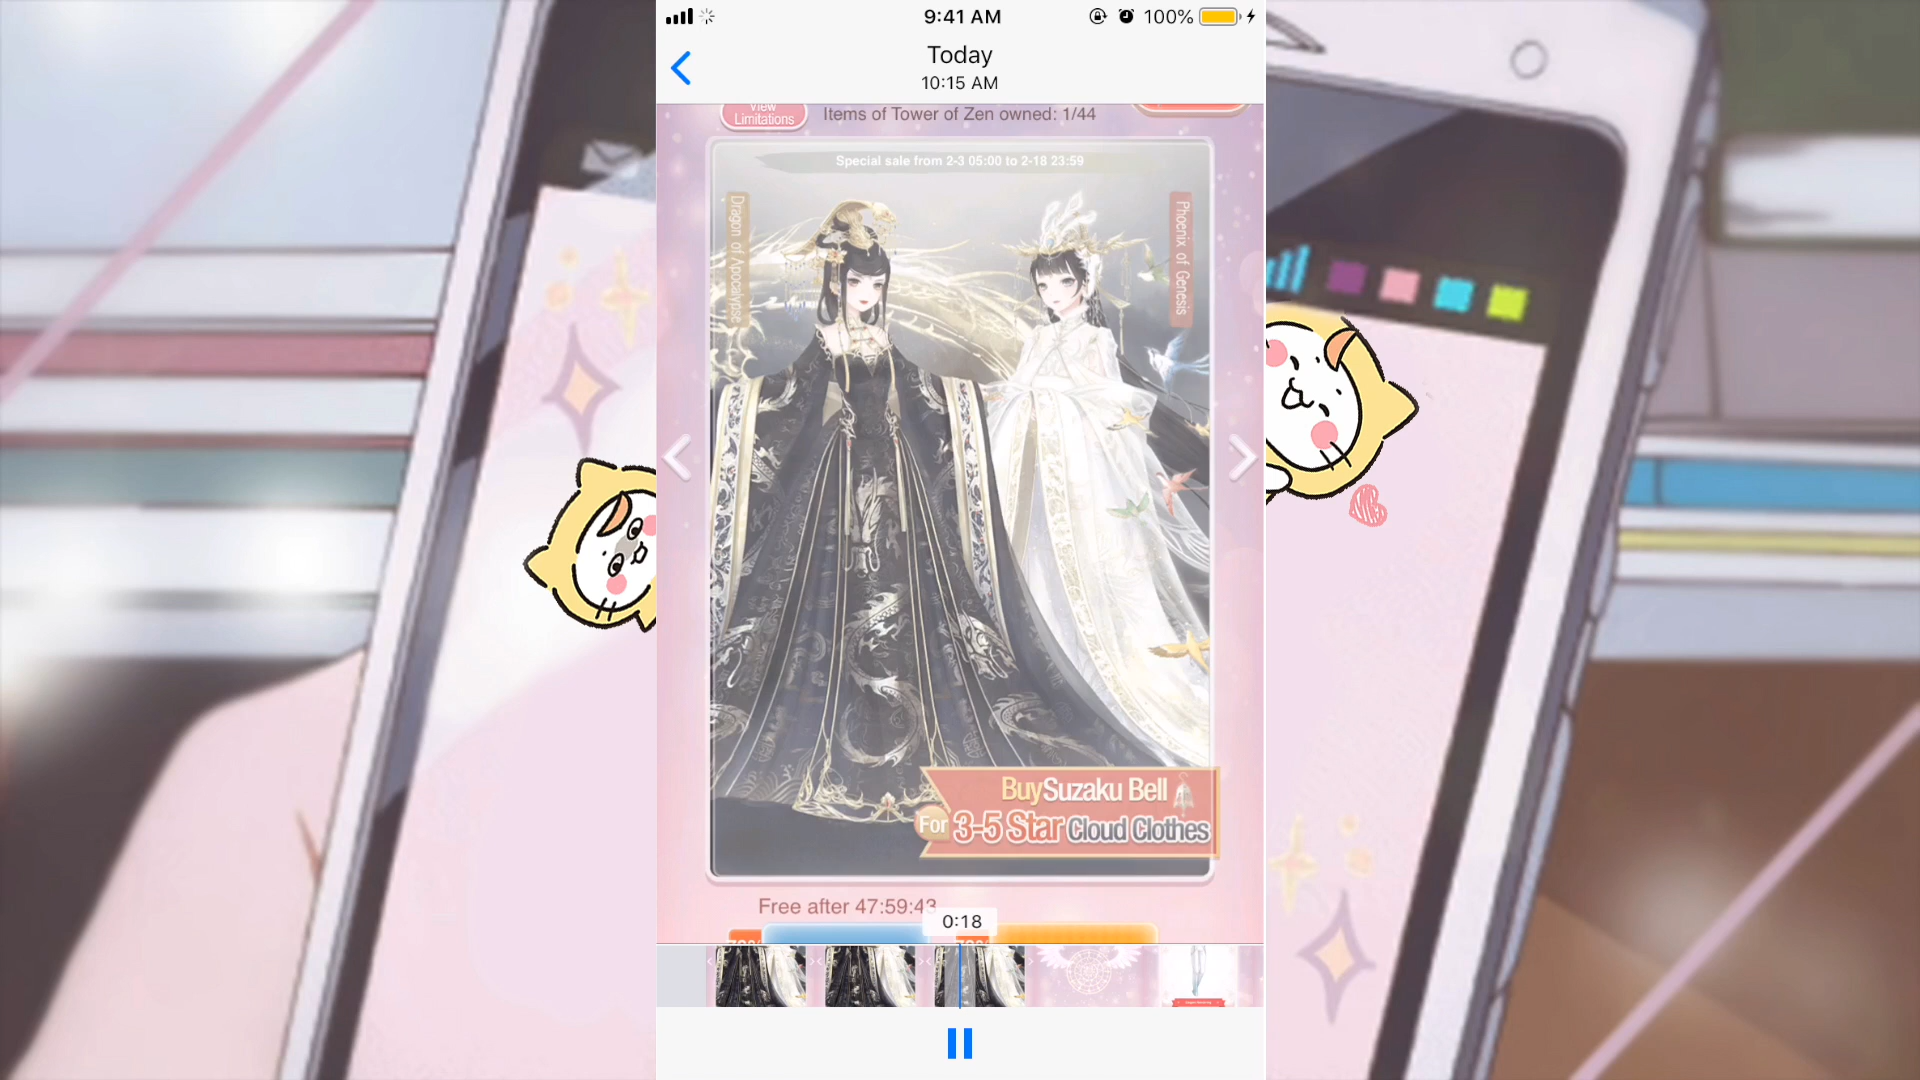 9:41 AM
100%
Today
10:15 AM
View
Limitations
Items of Tower of Zen owned: 1/44
Special sale from 2-3 05:00 to 2-18 23:59
Dragon of Apocalypse
Phoenix of Genesis
BuySuzaku Bell
For 3-5 Star Cloud Clothes
Free after 47:59:43
0:18